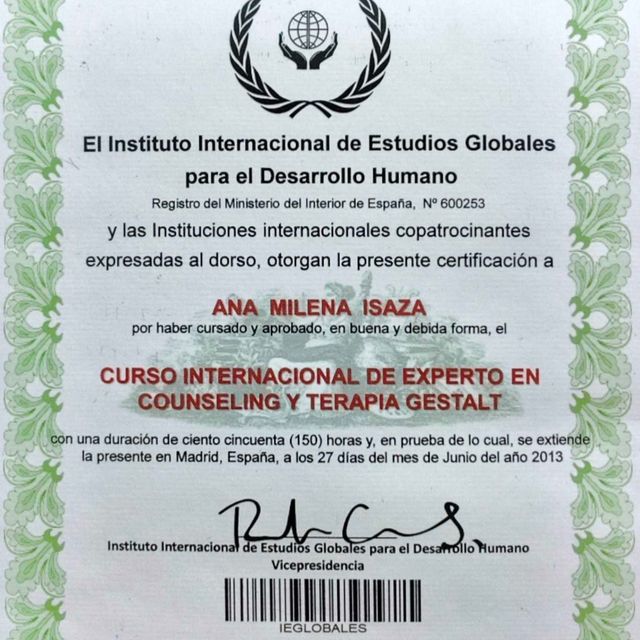 El Instituto Internacional de Estudios Globales
para el Desarrollo Humano
Registro del Ministerio del Interior de España, Nº 600253
y las Instituciones internacionales copatrocinantes
expresadas al dorso, otorgan la presente certificación a
ANA MILENA ISAZA
por haber cursado y aprobado, en buena y debida forma, el
CURSO INTERNACIONAL DE EXPERTO EN
COUNSELING Y TERAPIA GESTALT
con una duración de ciento cincuenta (150) horas y, en prueba de lo cual, se extiende
la presente en Madrid, España, a los 27 días del mes de Junio del año 2013
Instituto Internacional de Estudios Globales para el Desarrollo Humano
Vicepresidencia
IEGLOBALES